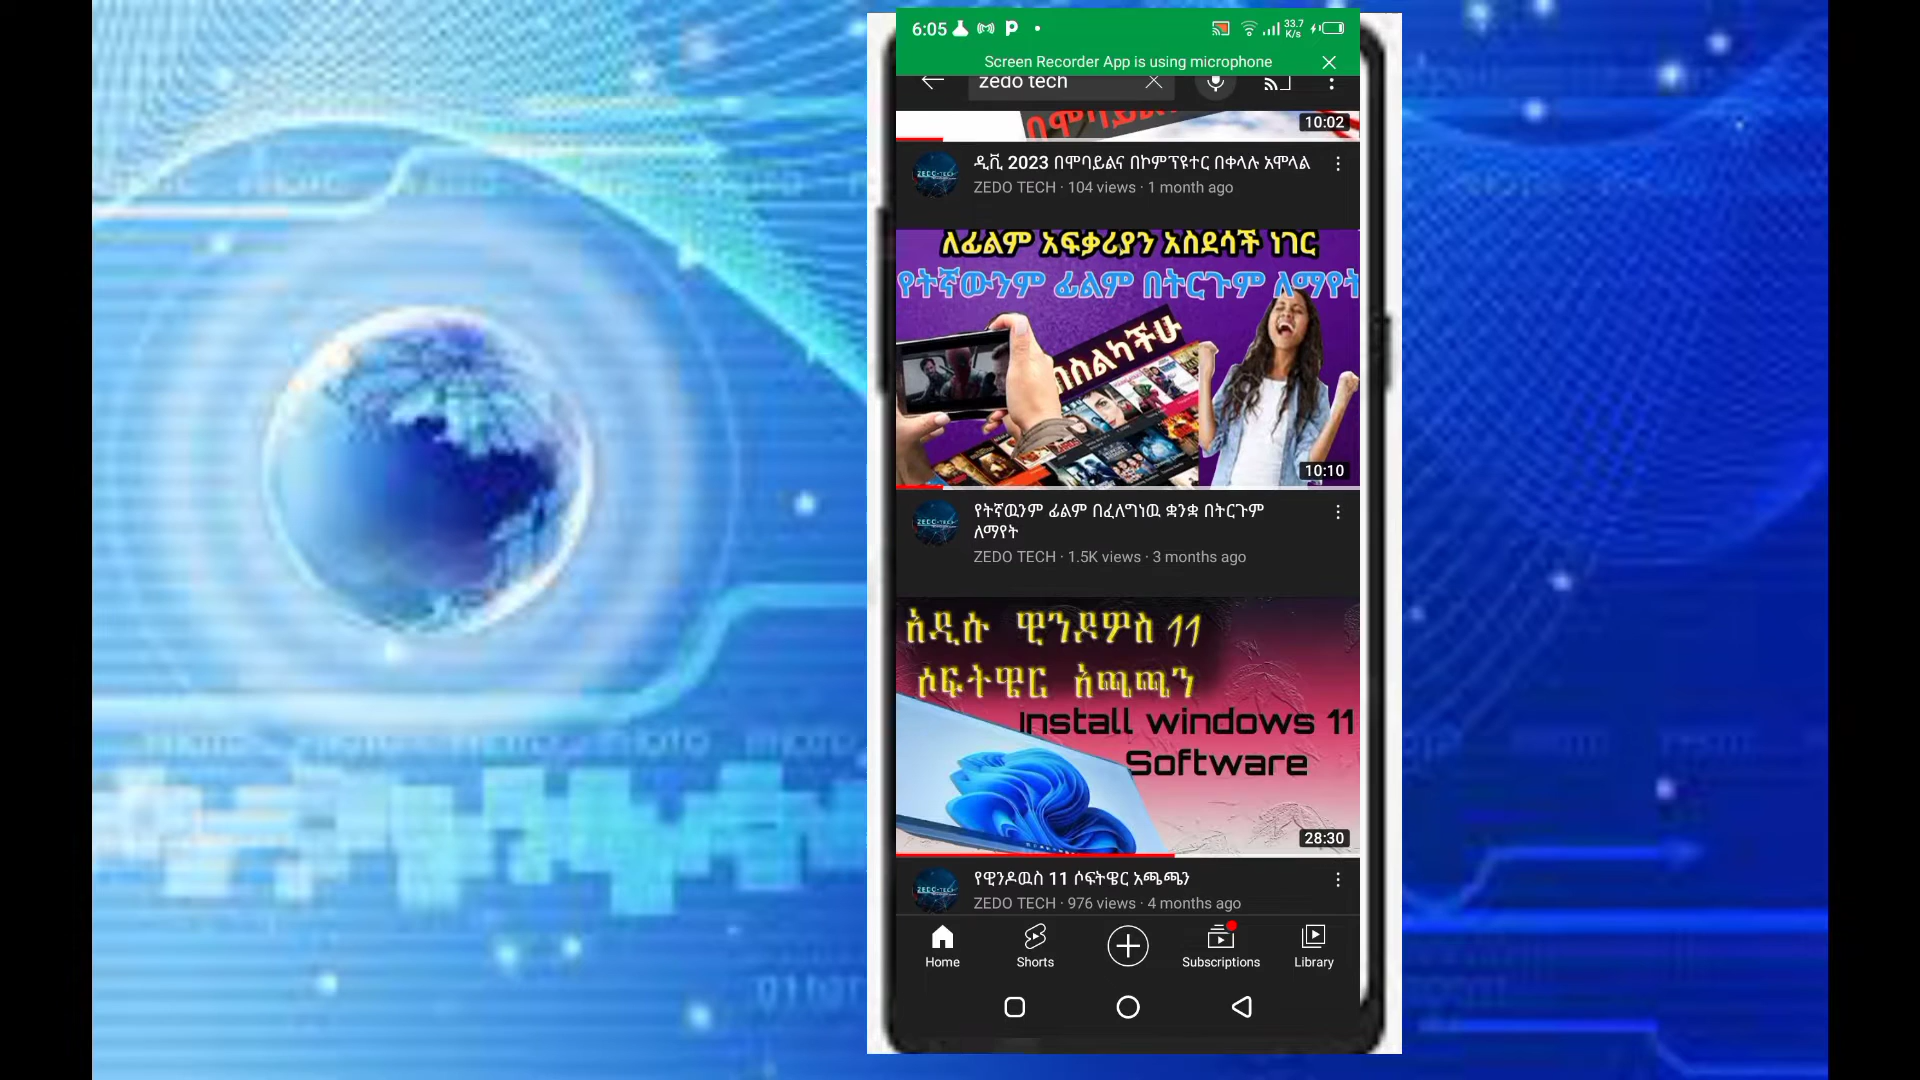 6:05
33.7
K/s
Screen Recorder App is using microphone
zedo tech
10:02
ዲቪ 2023 በሞባይልና በኮምፒዩተር በቀላሉ አሞላል
ZEDO TECH · 104 views · 1 month ago
ለፊልም አፍቃሪያን አስደሳች ነገር
የትኛውንም ፊልም በትርጉም ለማየት
በስልካችሁ
10:10
የትኛዉንም ፊልም በፈለግነዉ ቋንቋ በትርጉም
ለማየት
ZEDO TECH · 1.5K views · 3 months ago
አዲሱ ዊንዶዎስ 11
ሶፍትዌር አጫጫን
Install windows 11
Software
28:30
የዊንዶዉስ 11 ሶፍትዌር አጫጫን
ZEDO TECH · 976 views · 4 months ago
Home
Shorts
Subscriptions
Library